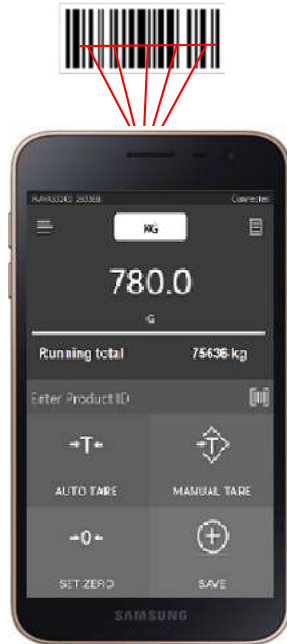 Connected
KG
780.0
G
Running total 75636 kg
Enter Product ID
T
T
AUTO TARE MANUAL TARE
0
SET ZERO SAVE
SAMSUNG